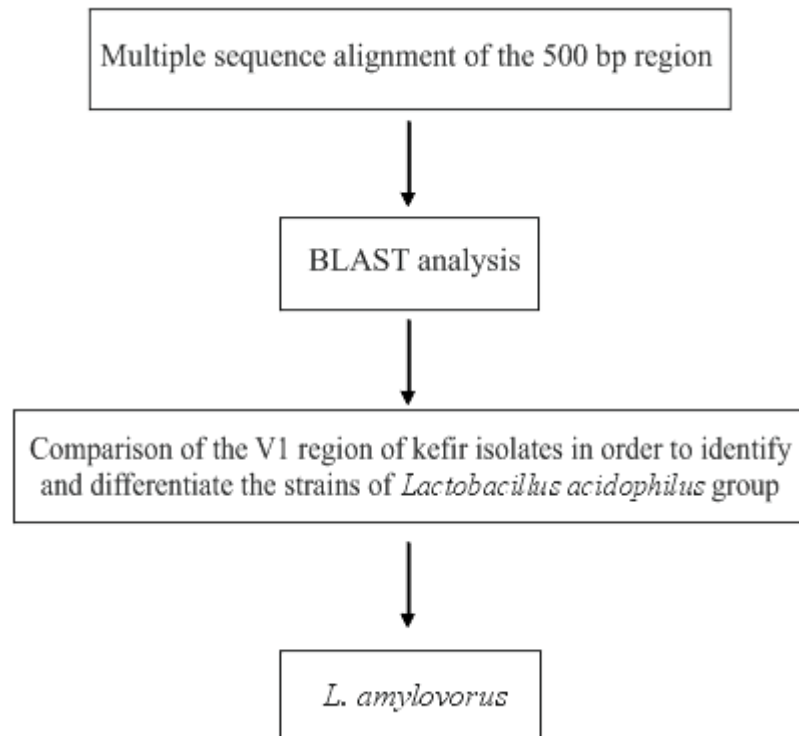 Multiple sequence alignment of the 500 bp region
BLAST analysis
Comparison of the V1 region of kefir isolates in order to identify
and differentiate the strains of Lactobacillus acidophilus group
L. amylovorus